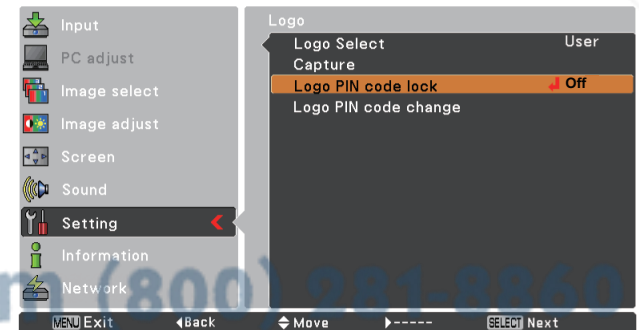 Input
PC adjust
Image select
Image adjust
Screen
Sound
Setting
Information
Network
Logo
Logo Select User
Capture
Logo PIN code lock Off
Logo PIN code change
m (800) 281-8860
MENU Exit ◀Back Move ▶----- SELECT Next